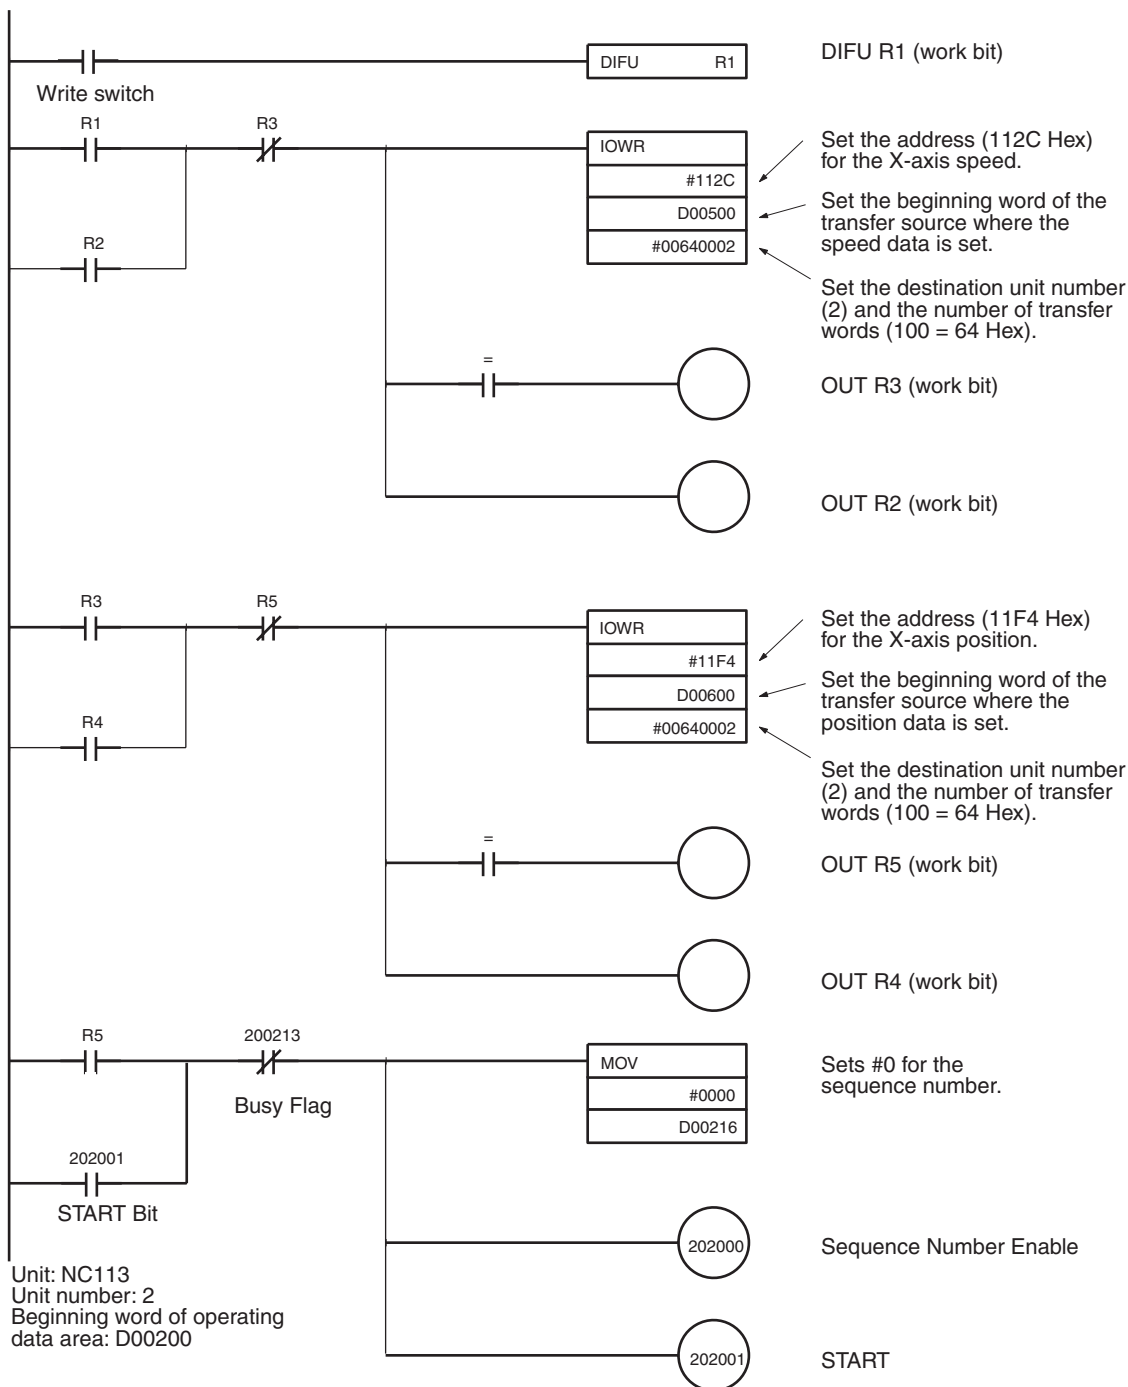 DIFU R1
DIFU R1 (work bit)
Write switch
R1
R3
IOWR
#112C
D00500
#00640002
Set the address (112C Hex)
for the X-axis speed.
Set the beginning word of the
transfer source where the
speed data is set.
R2
Set the destination unit number
(2) and the number of transfer
words (100 = 64 Hex).
=
OUT R3 (work bit)
OUT R2 (work bit)
R3
R5
IOWR
#11F4
D00600
#00640002
Set the address (11F4 Hex)
for the X-axis position.
Set the beginning word of the
transfer source where the
position data is set.
R4
Set the destination unit number
(2) and the number of transfer
words (100 = 64 Hex).
=
OUT R5 (work bit)
OUT R4 (work bit)
R5
200213
Busy Flag
MOV
#0000
D00216
Sets #0 for the
sequence number.
202001
START Bit
202000
Sequence Number Enable
Unit: NC113
Unit number: 2
Beginning word of operating
data area: D00200
202001
START